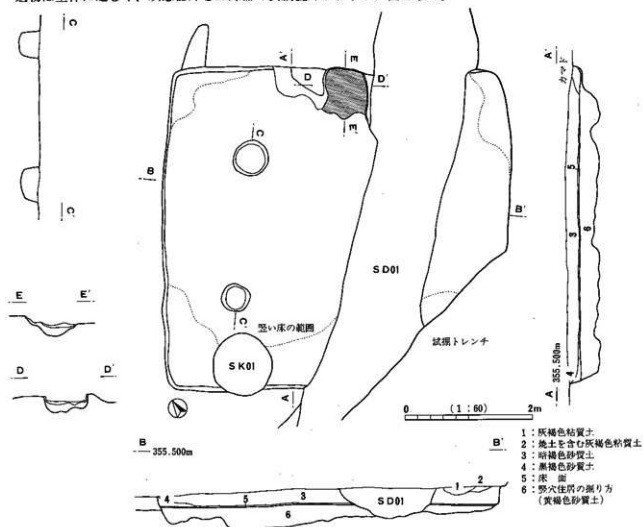 C'
C'
C
C'
A'
D
E
D'
E'
C
B
B'
SD01
C'
堅い床の範囲
SK01
試掘トレンチ
A
0 (1:60) 2m
E E'
D D'
A'
カマド
5
3
6
4
355.500m
A
B 355.500m B'
4 5 3 SD01 1 2
6
1:灰褐色粘質土
2:焼土を含む灰褐色粘質土
3:暗褐色砂質土
4:黒褐色砂質土
5:床 面
6:竪穴住居の掘り方
(黄褐色砂質土)